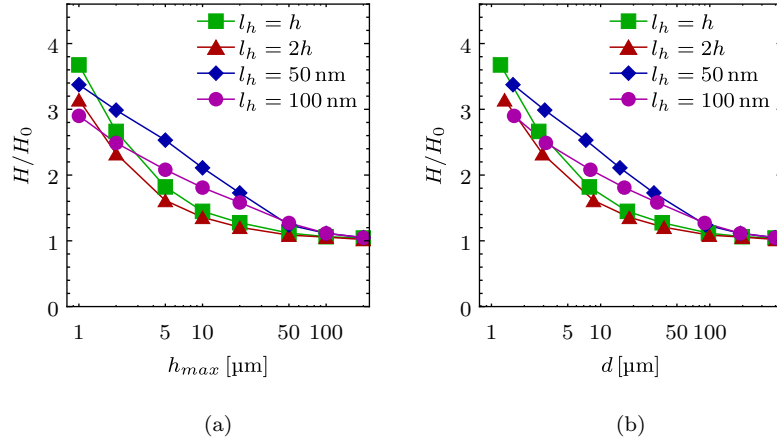 4
3
2
1
0
H/H₀
l_h = h
l_h = 2h
l_h = 50 nm
l_h = 100 nm
1 5 10 50 100
h_max [µm]
(a)
4
3
2
1
0
H/H₀
l_h = h
l_h = 2h
l_h = 50 nm
l_h = 100 nm
1 5 10 50 100
d [µm]
(b)